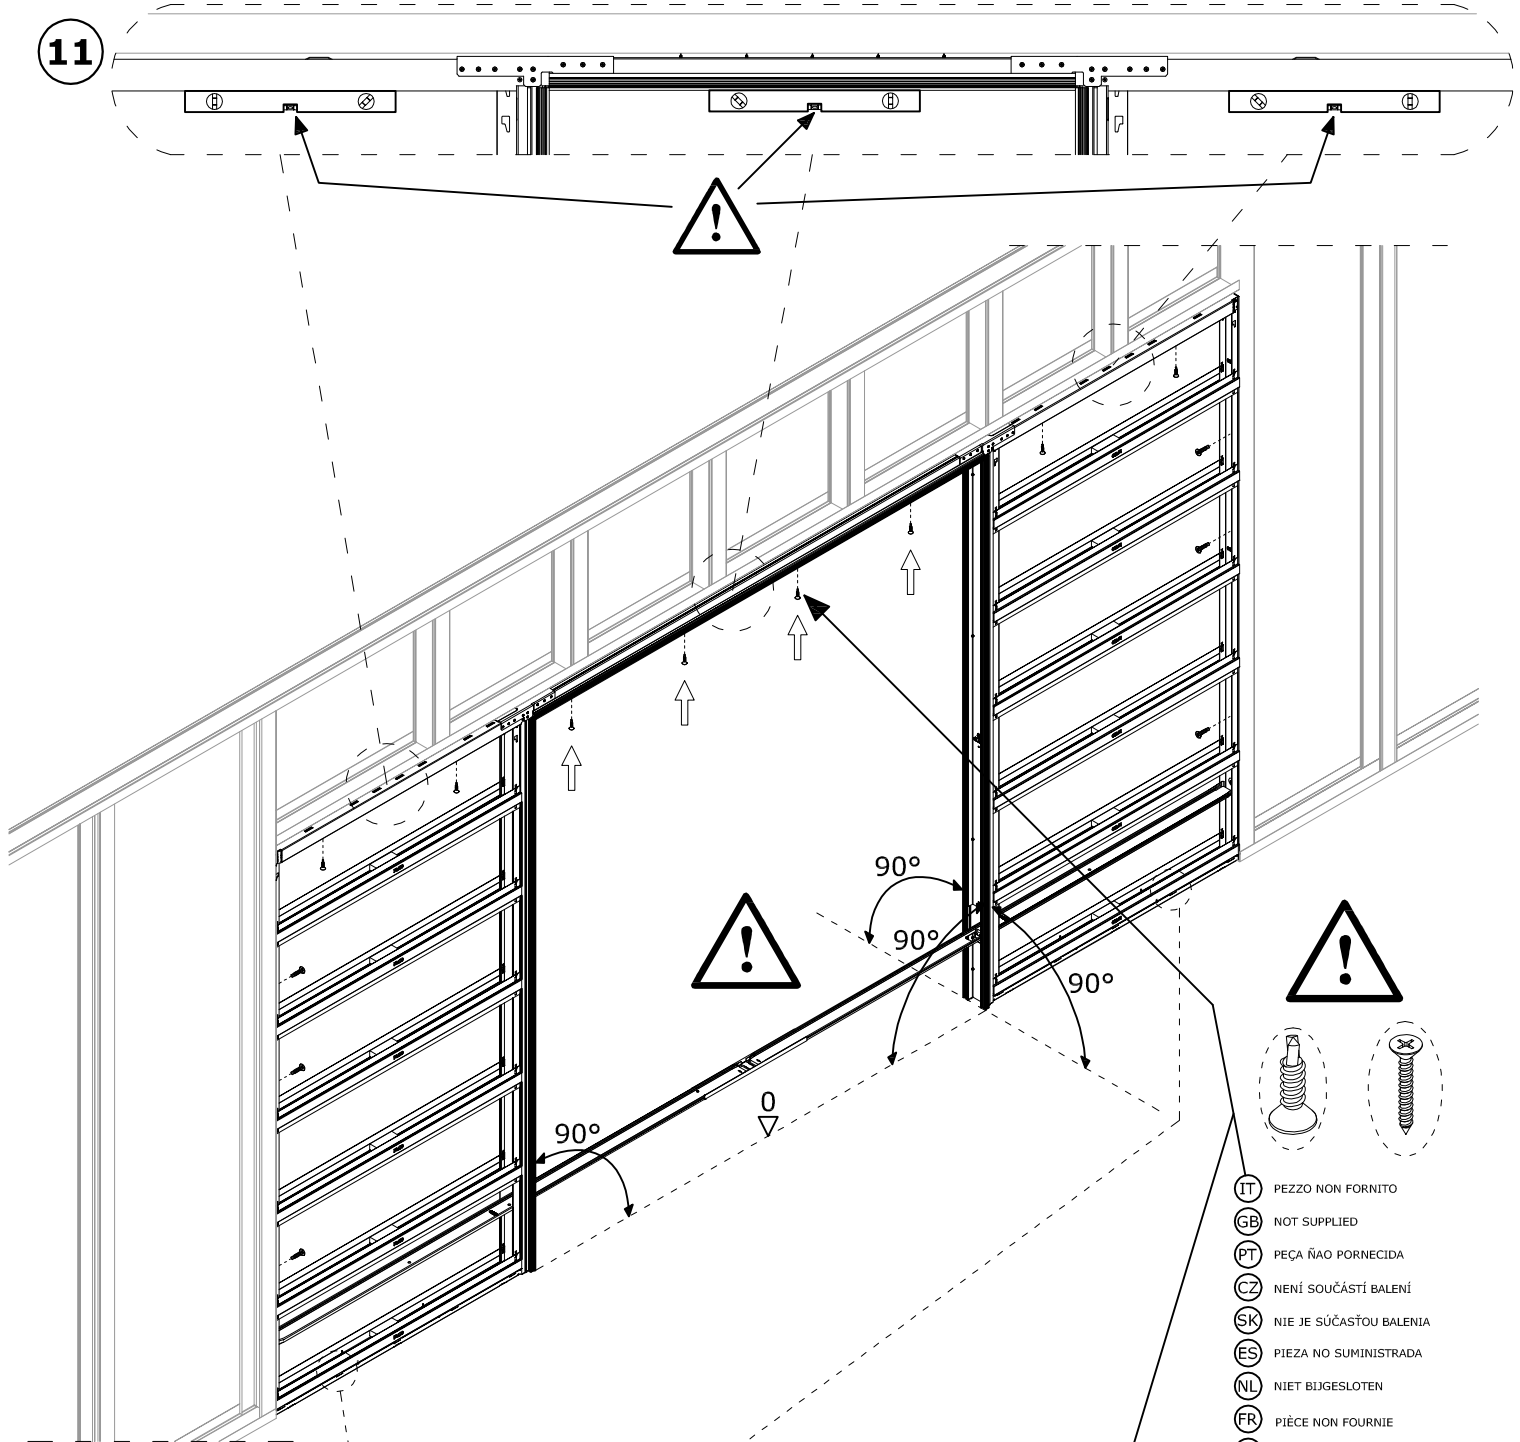 11
90°
90°
90°
0
90°
IT PEZZO NON FORNITO
GB NOT SUPPLIED
PT PEÇA ÑAO PORNECIDA
CZ NENÍ SOUČÁSTÍ BALENÍ
SK NIE JE SÚČASŤOU BALENIA
ES PIEZA NO SUMINISTRADA
NL NIET BIJGESLOTEN
FR PIÈCE NON FOURNIE